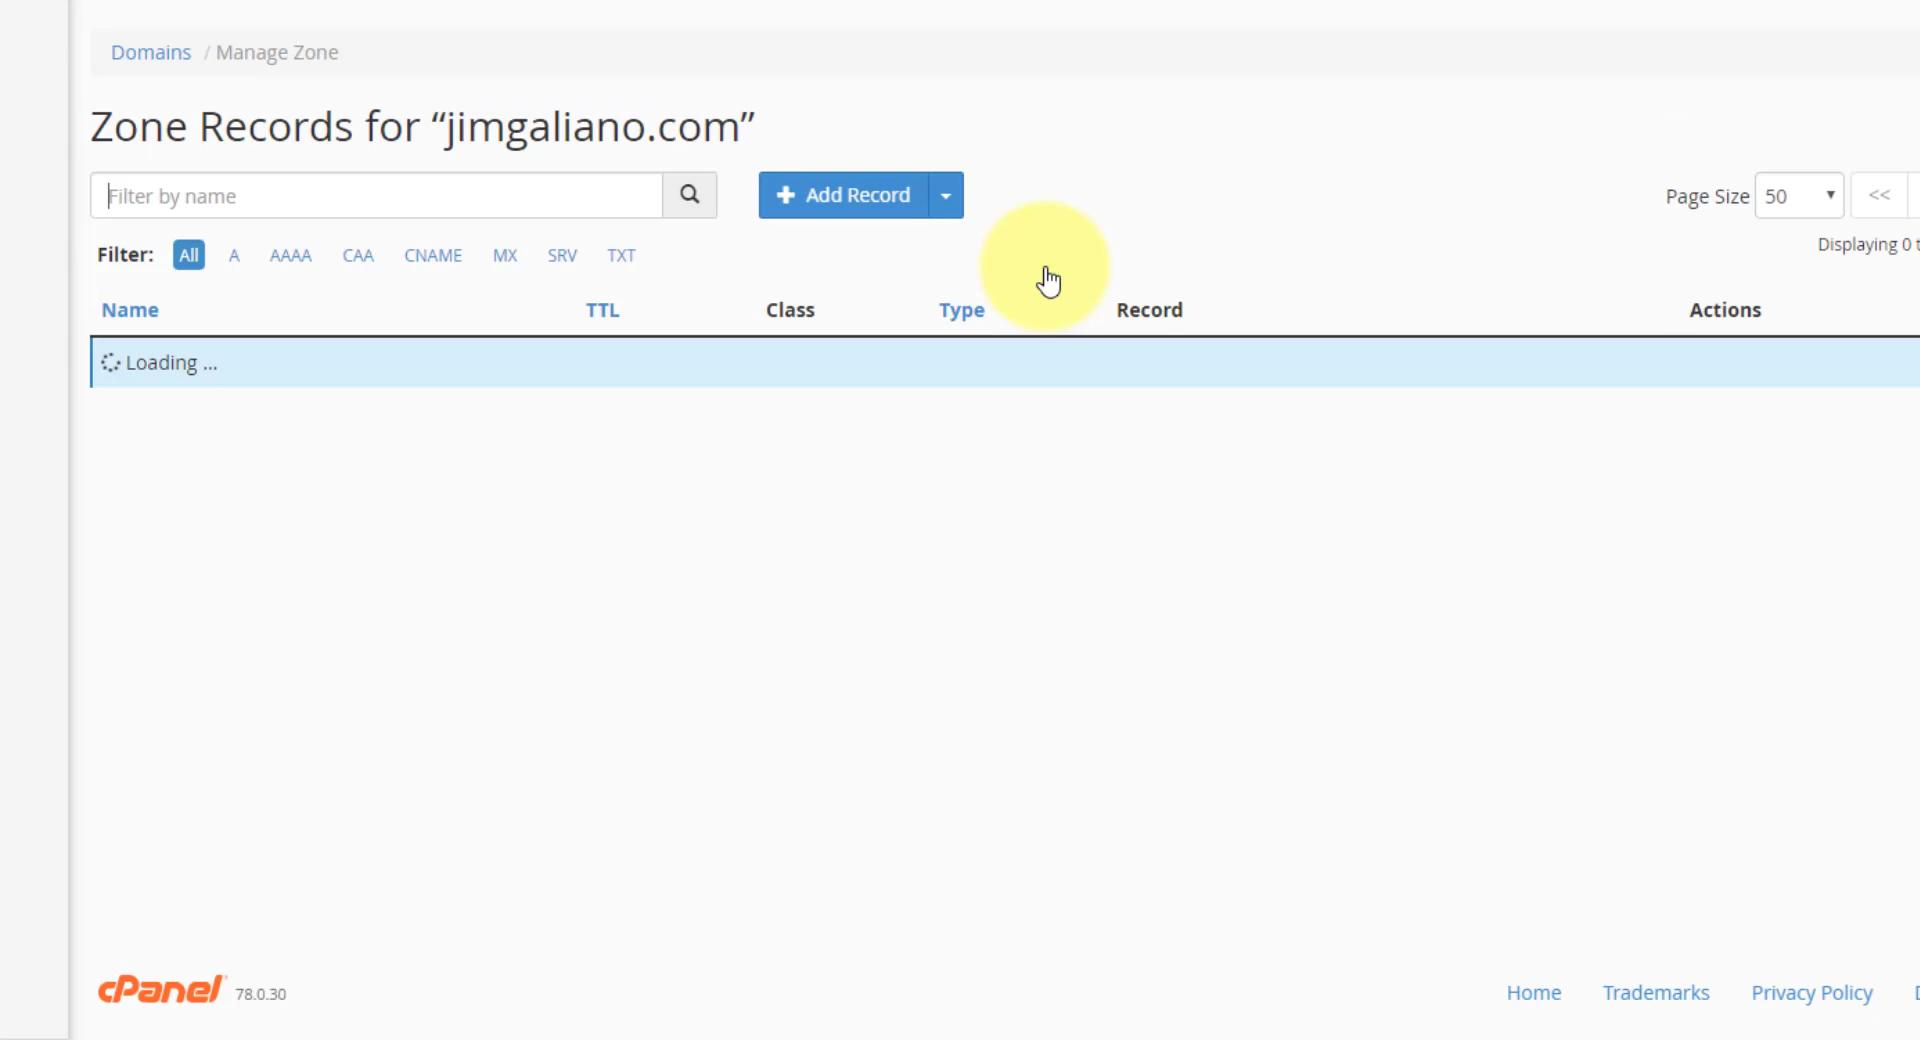 Domains / Manage Zone
Zone Records for “jimgaliano.com”
Filter by name
Add Record
Page Size 50 <<
Filter: All A AAAA CAA CNAME MX SRV TXT
Displaying 0
Name TTL Class Type Record Actions
Loading ...
cPanel 78.0.30
Home Trademarks Privacy Policy